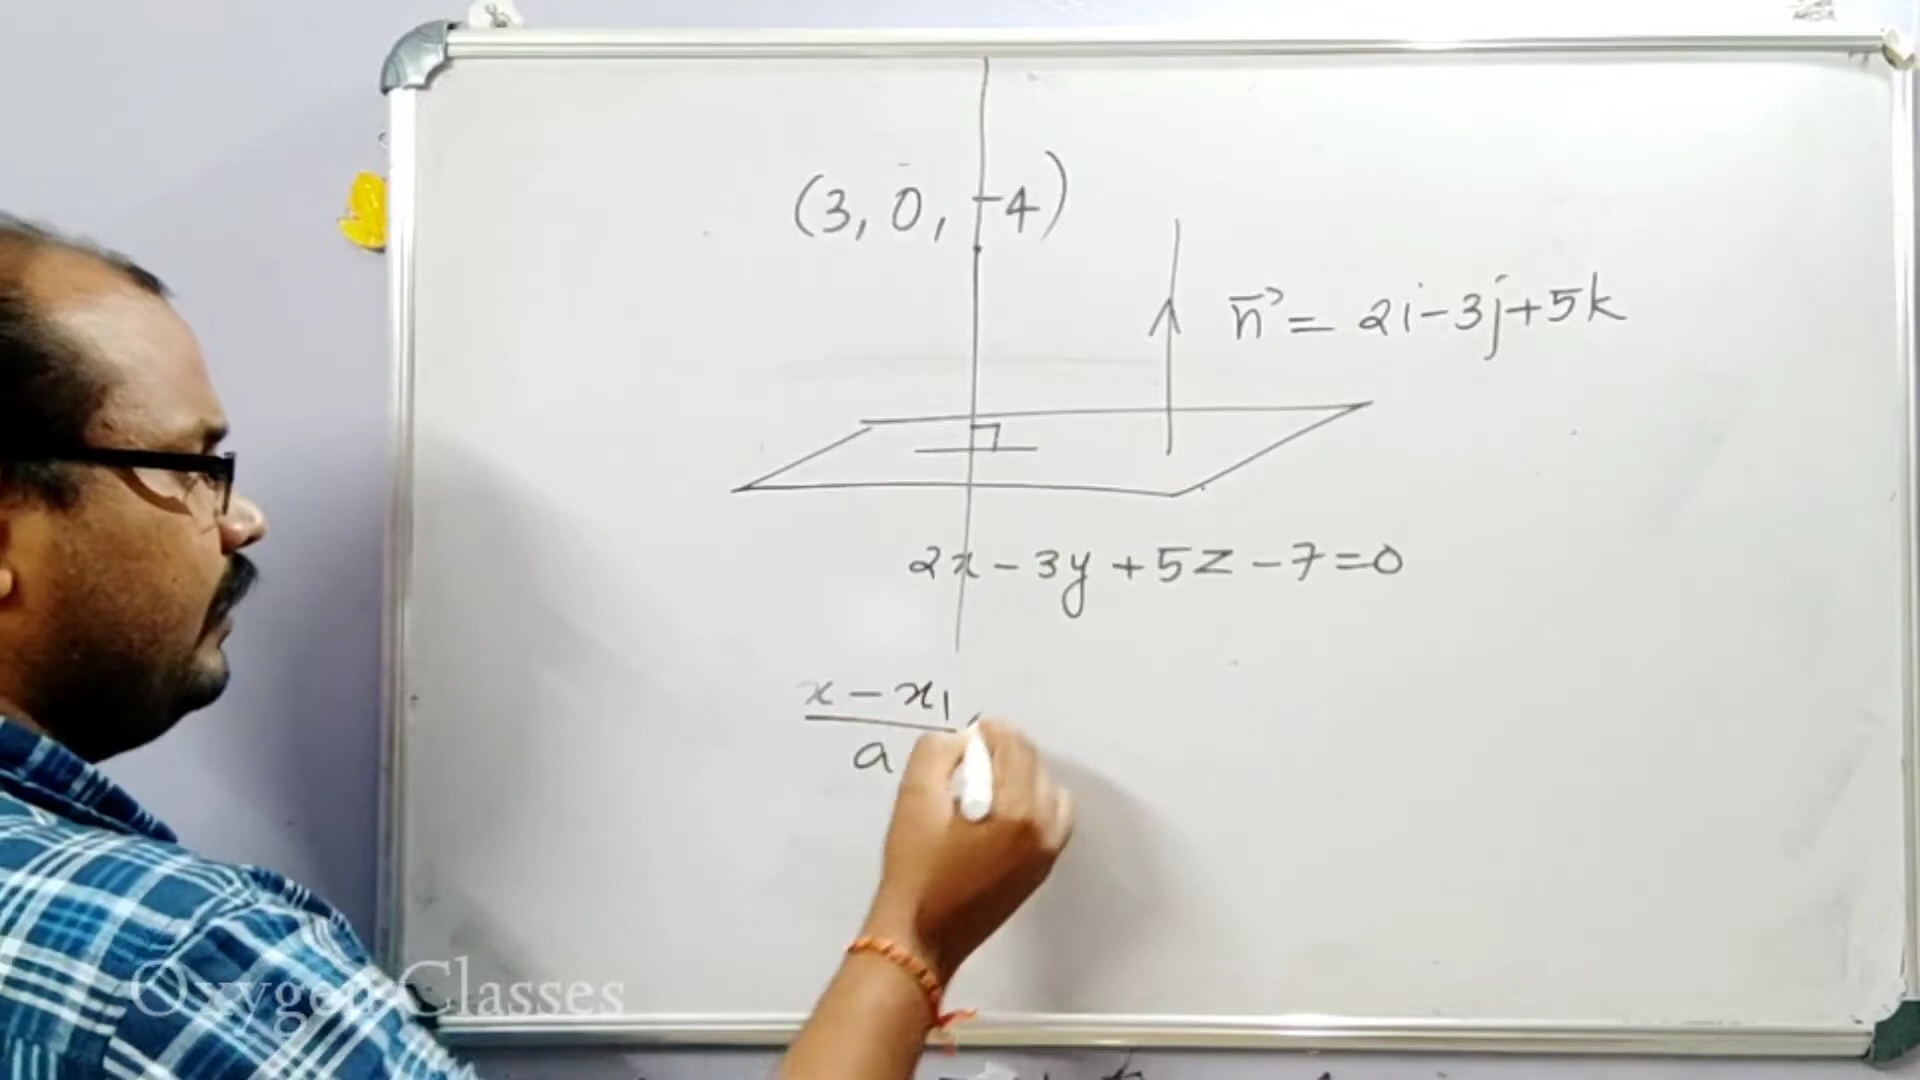 (3, 0, -4)
n⃗ = 2i-3j+5k
2x-3y+5z-7=0
x-x₁
a
Oxygen Classes